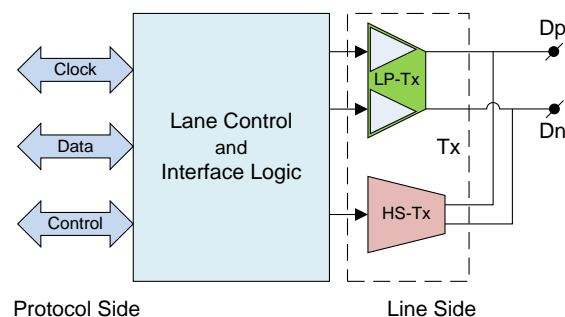 Dp
Clock
LP-Tx
Lane Control
and
Interface Logic
Data
Dn
Tx
Control
HS-Tx
Protocol Side
Line Side